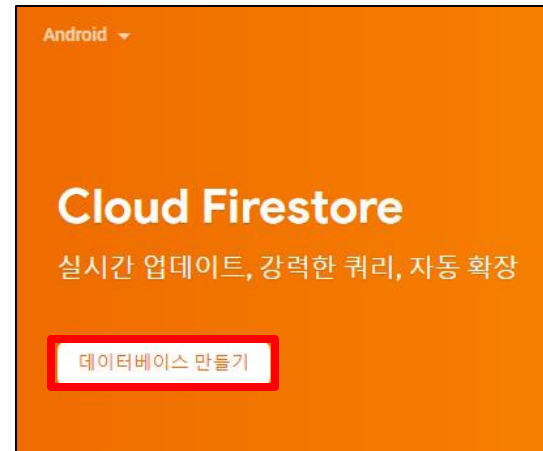 Android
Cloud Firestore
실시간 업데이트, 강력한 쿼리, 자동 확장
데이터베이스 만들기